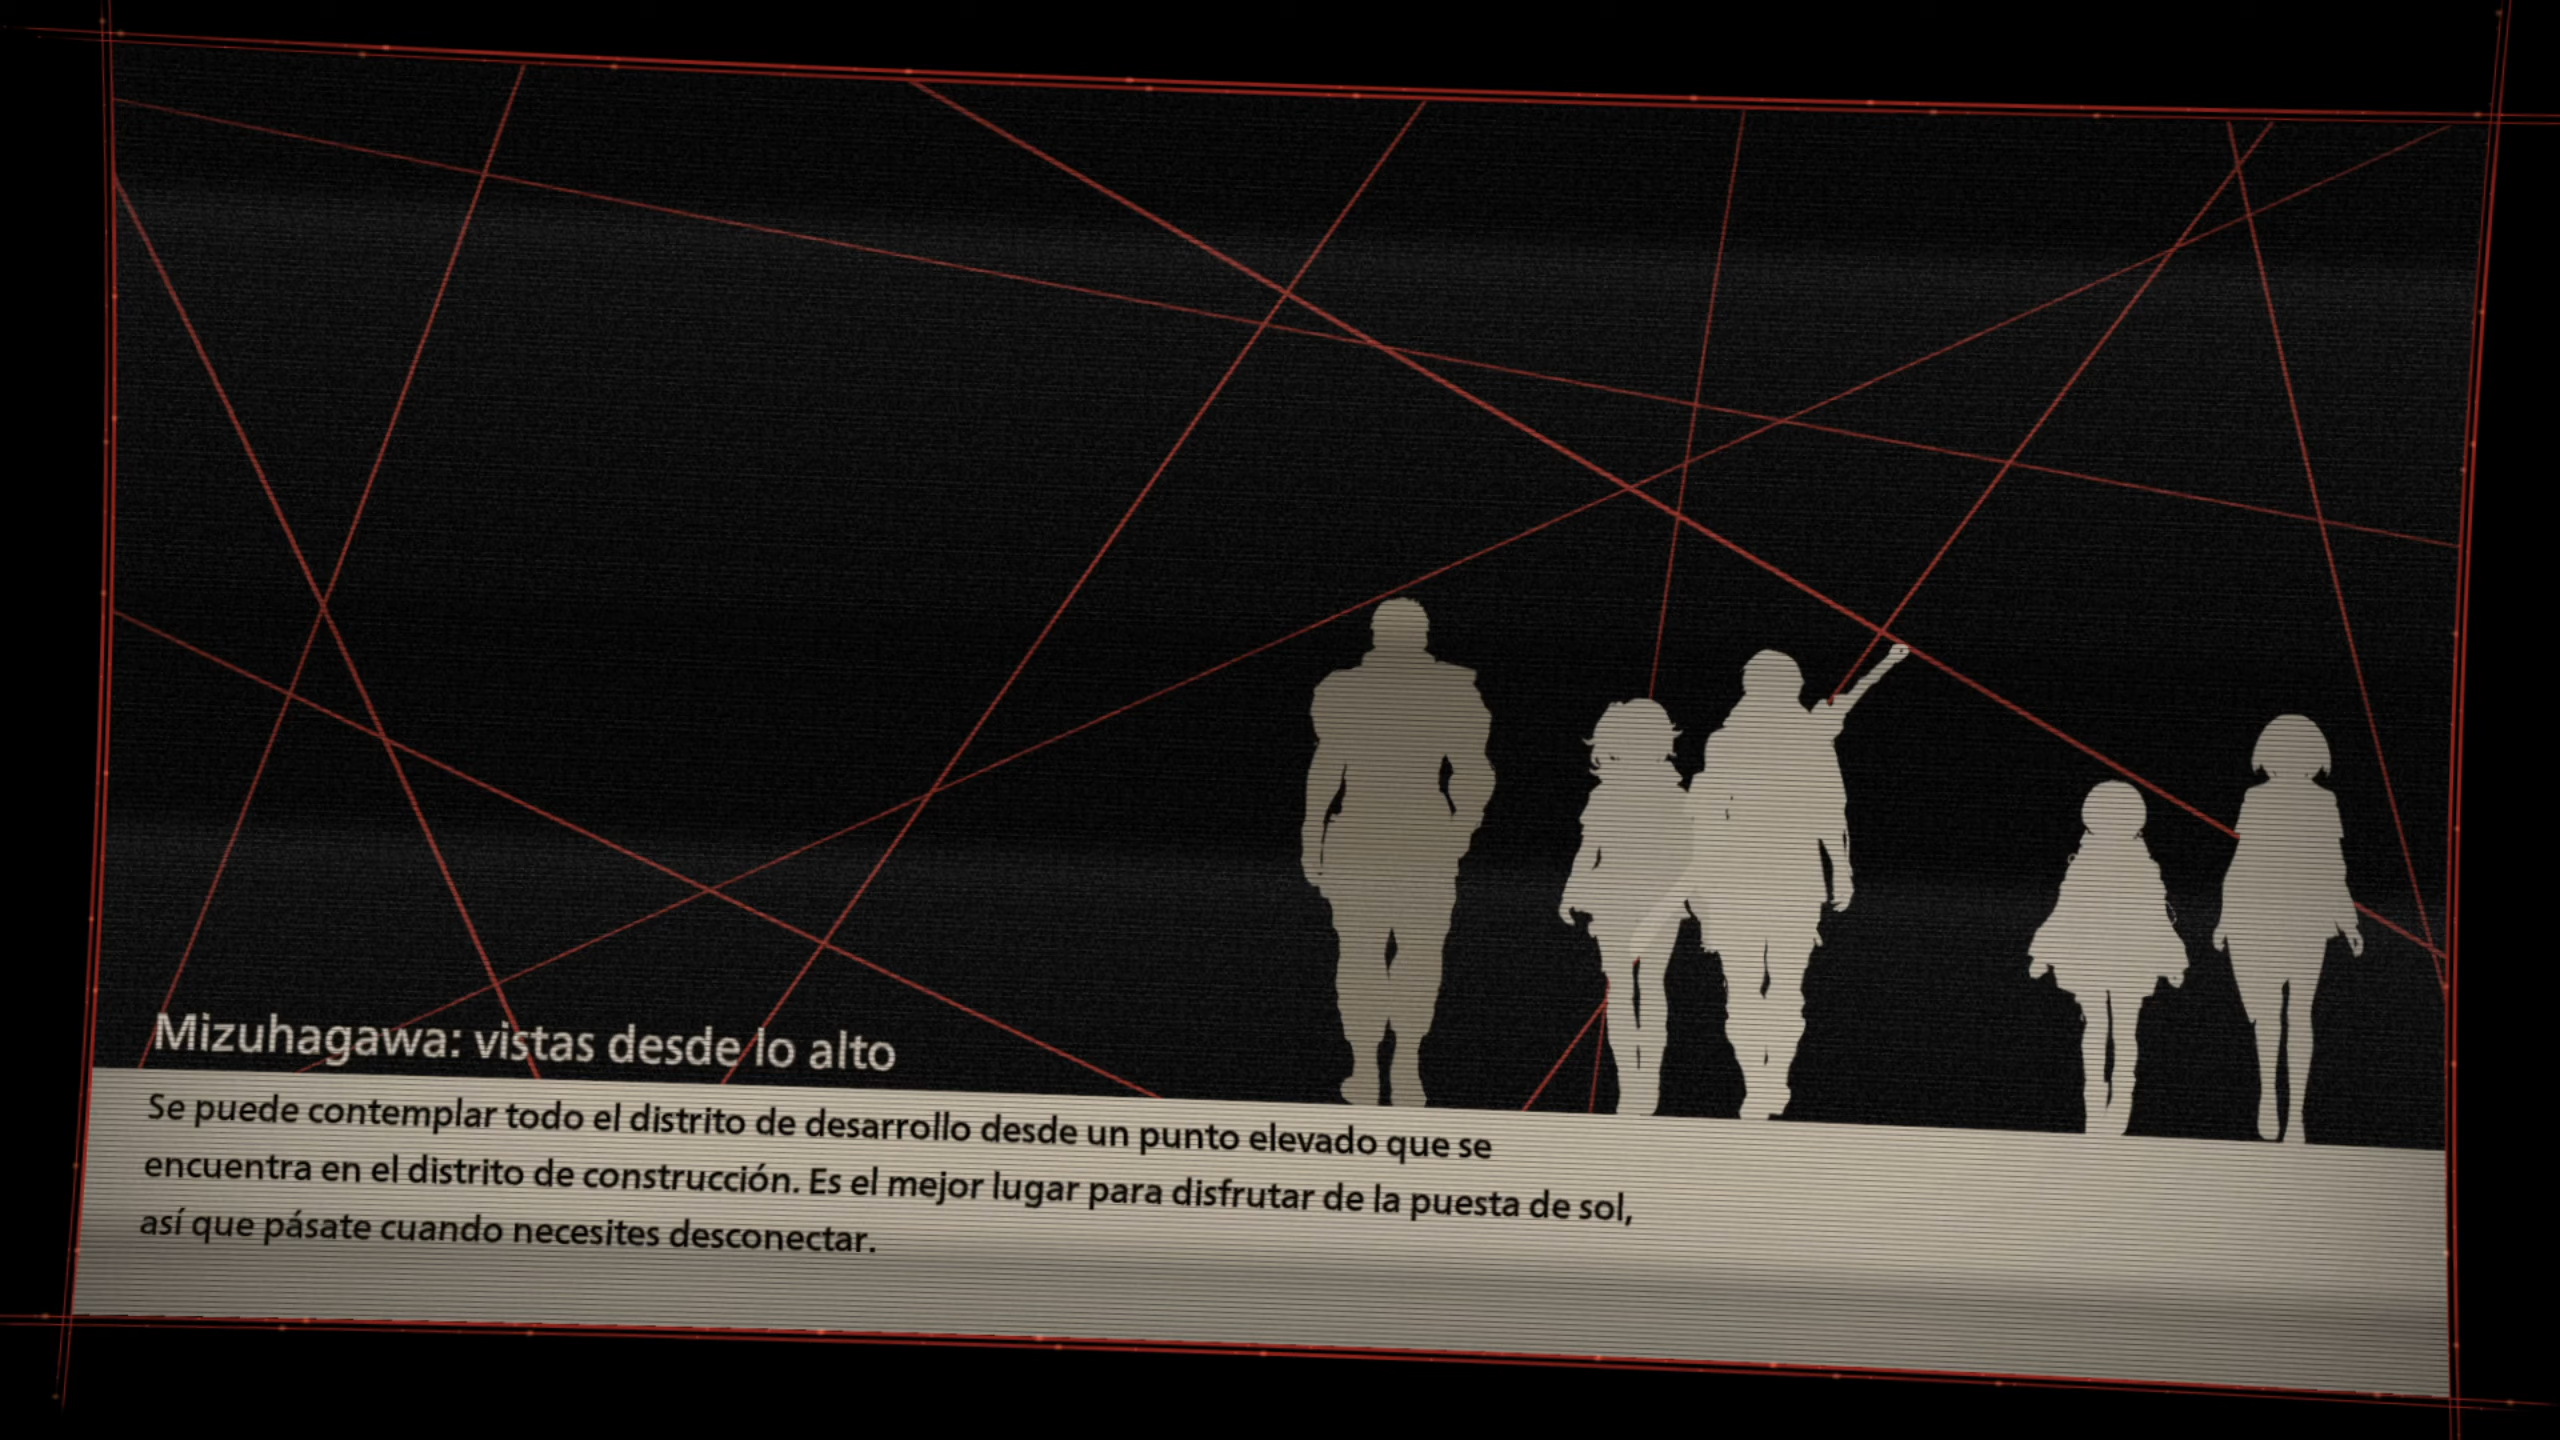 Mizuhagawa: vistas desde lo alto
Se puede contemplar todo el distrito de desarrollo desde un punto elevado que se
encuentra en el distrito de construcción. Es el mejor lugar para disfrutar de la puesta de sol,
así que pásate cuando necesites desconectar.